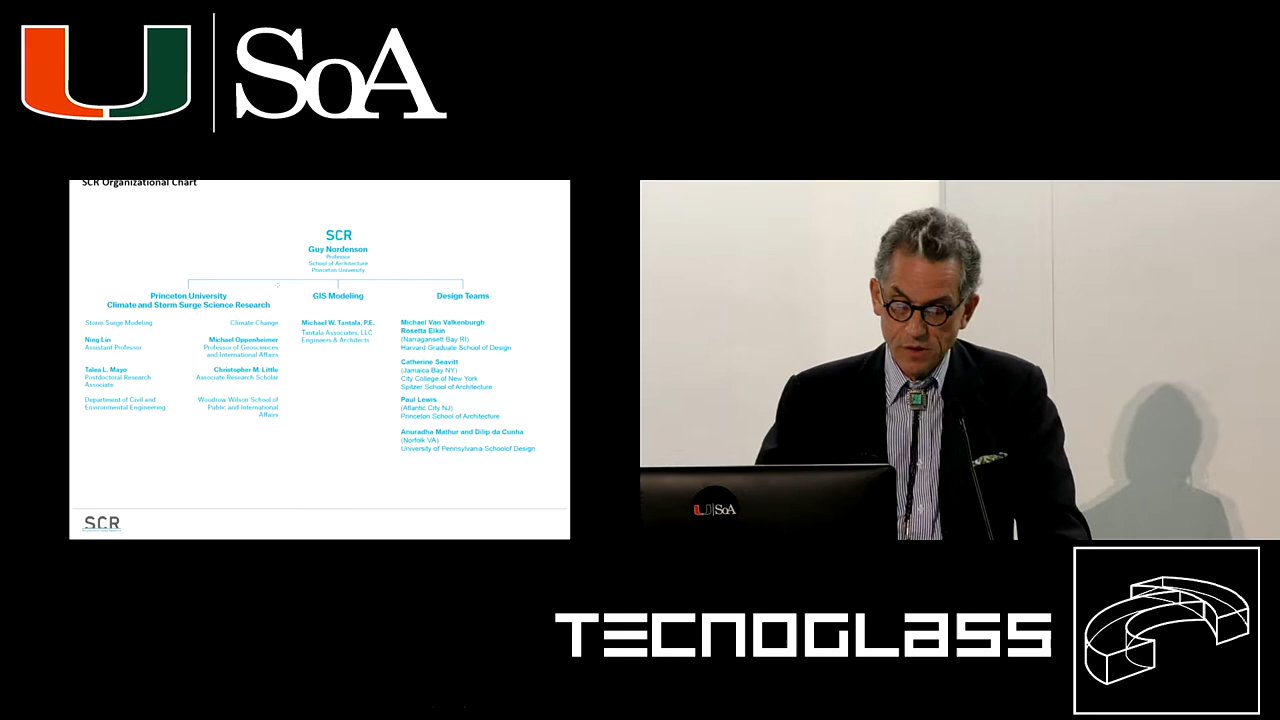 U
SoA
SCR Organizational Chart
SCR
Guy Nordenson
Professor
School of Architecture
Princeton University
Princeton University
Climate and Storm Surge Science Research
GIS Modeling
Design Teams
Storm Surge Modeling
Ning Lin
Assistant Professor
Talea L. Mayo
Postdoctoral Research
Associate
Department of Civil and
Environmental Engineering
Climate Change
Michael Oppenheimer
Professor of Geosciences
and International Affairs
Christopher M. Little
Associate Research Scholar
Woodrow Wilson School of
Public and International
Affairs
Michael W. Tantala, P.E.
Tantala Associates, LLC
Engineers & Architects
Michael Van Valkenburgh
Rosetta Elkin
(Narragansett Bay RI)
Harvard Graduate School of Design
Catherine Seavitt
(Jamaica Bay NY)
City College of New York
Spitzer School of Architecture
Paul Lewis
(Atlantic City NJ)
Princeton School of Architecture
Anuradha Mathur and Dilip da Cunha
(Norfolk VA)
University of Pennsylvania Schoolof Design
SCR
U SoA
TECNOGLASS